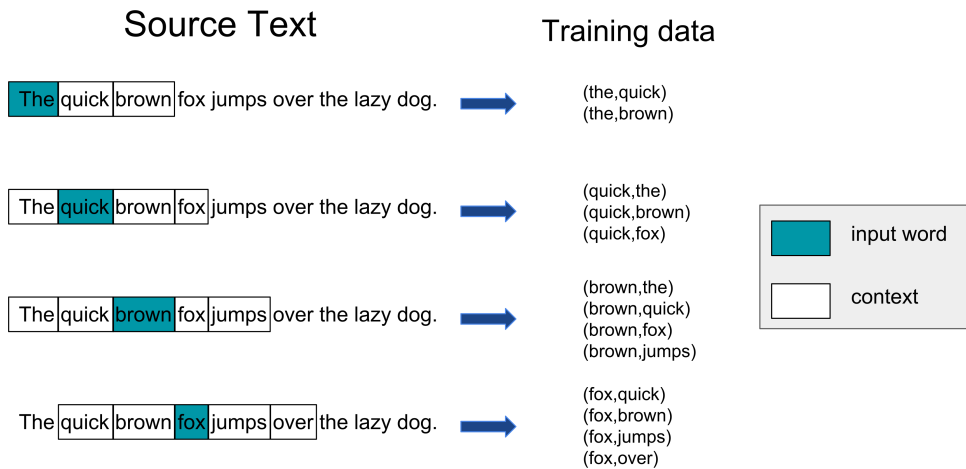 Source Text
Training data
The quick brown fox jumps over the lazy dog.
(the,quick)
(the,brown)
The quick brown fox jumps over the lazy dog.
(quick,the)
(quick,brown)
(quick,fox)
The quick brown fox jumps over the lazy dog.
(brown,the)
(brown,quick)
(brown,fox)
(brown,jumps)
The quick brown fox jumps over the lazy dog.
(fox,quick)
(fox,brown)
(fox,jumps)
(fox,over)
input word
context